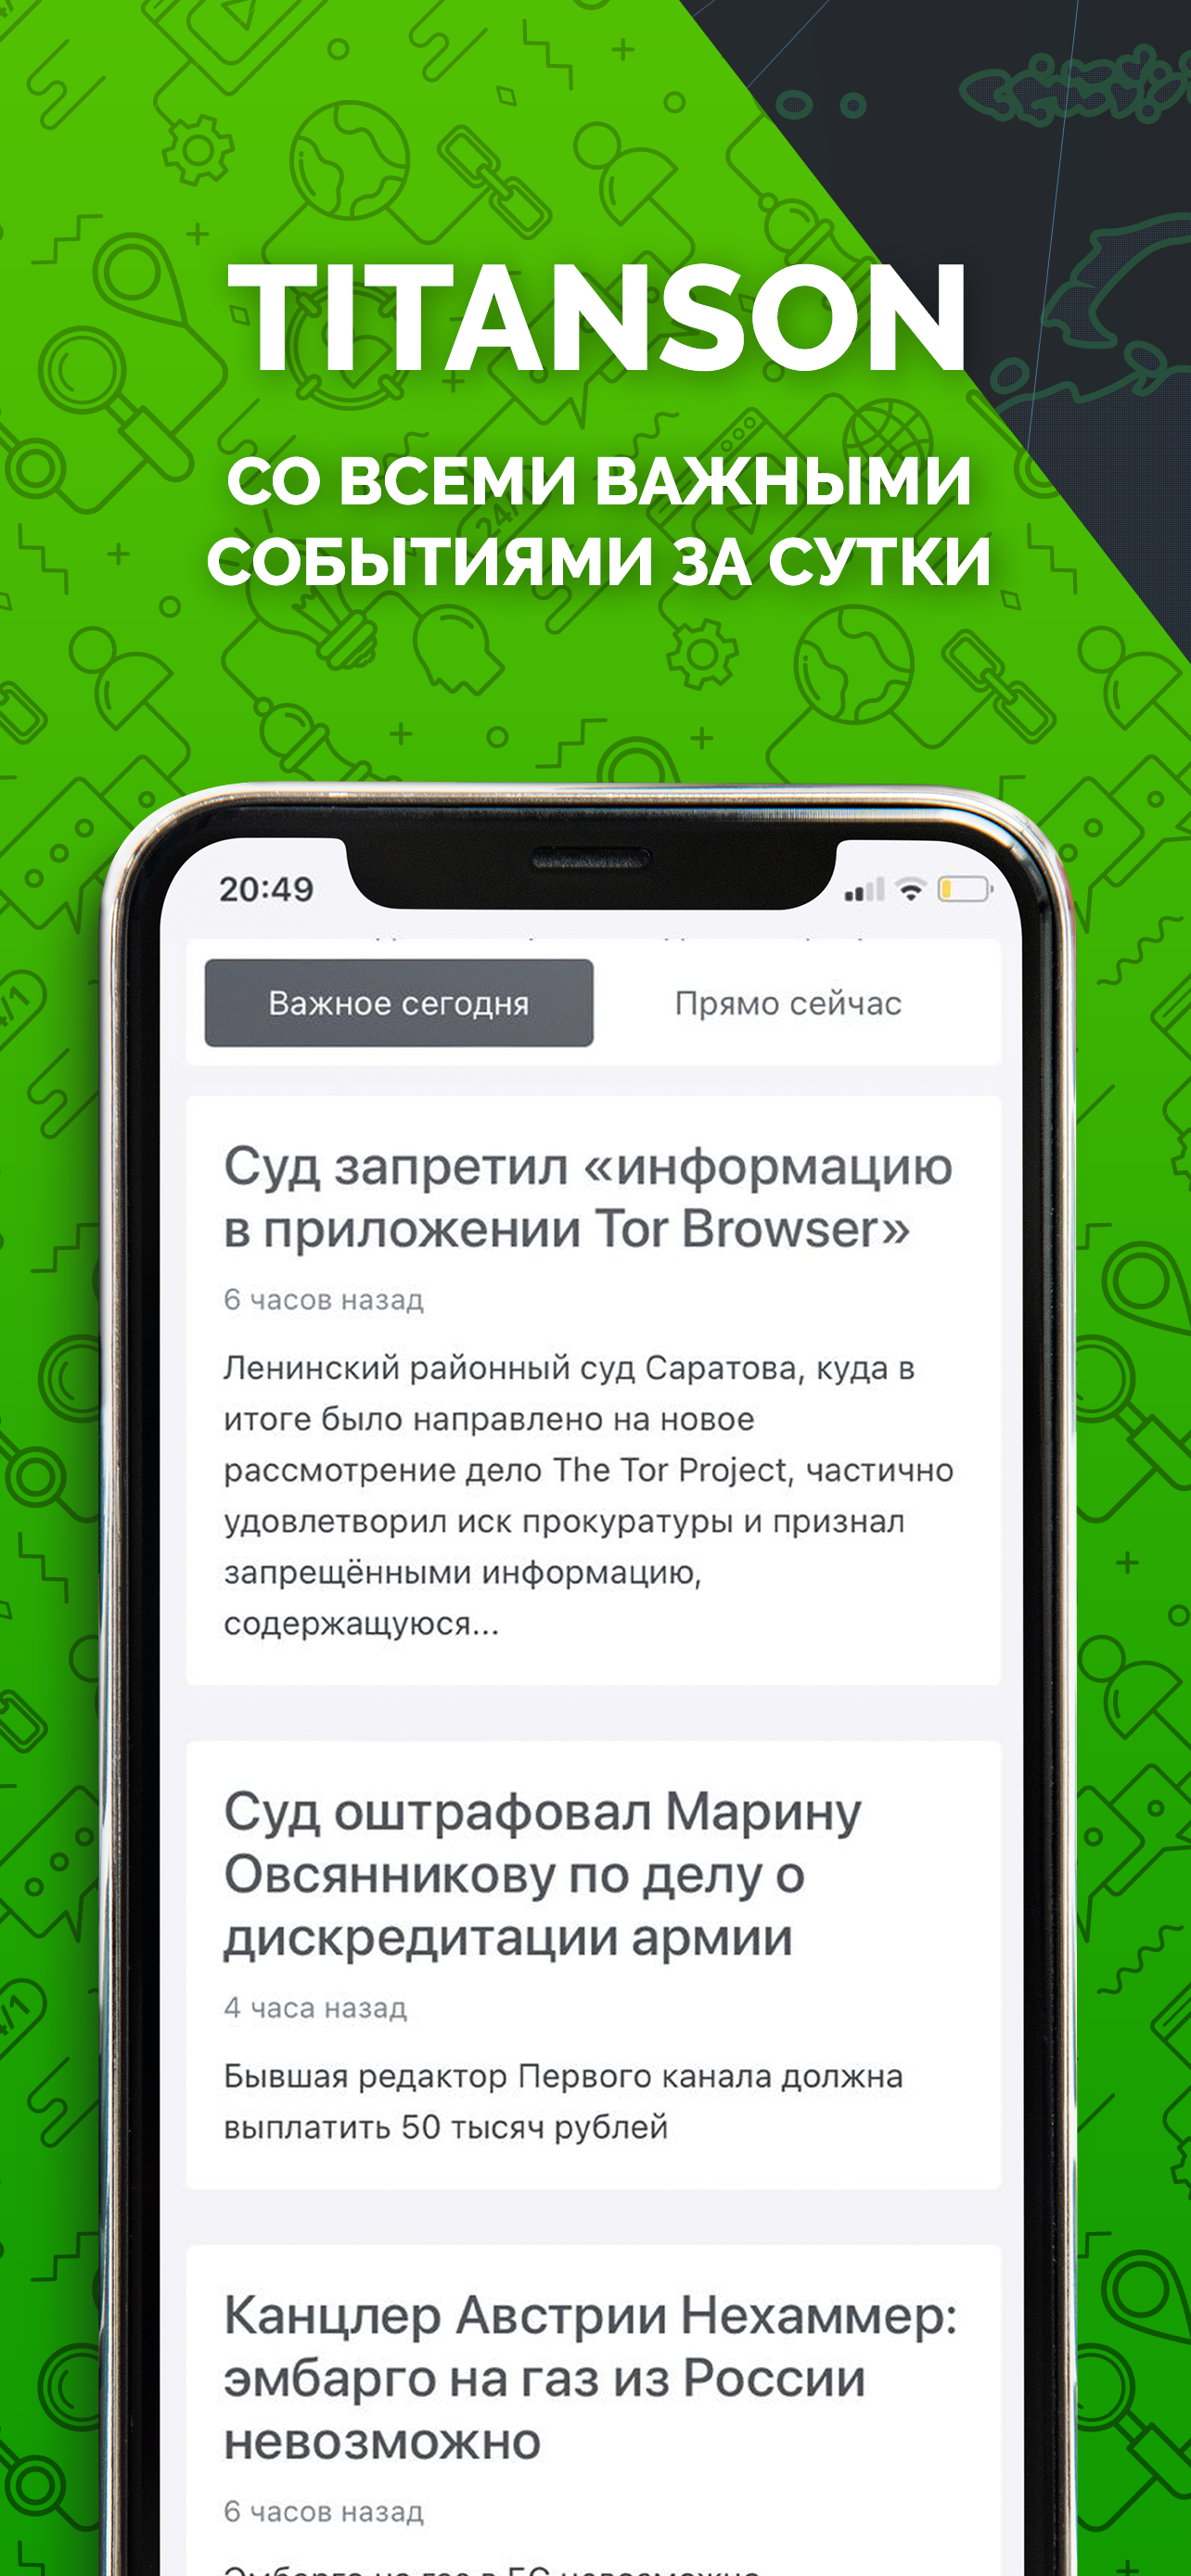 TITANSON
СО ВСЕМИ ВАЖНЫМИ
СОБЫТИЯМИ ЗА СУТКИ
20:49
Важное сегодня
Прямо сейчас
Суд запретил «информацию
в приложении Tor Browser»
6 часов назад
Ленинский районный суд Саратова, куда в
итоге было направлено на новое
рассмотрение дело The Tor Project, частично
удовлетворил иск прокуратуры и признал
запрещёнными информацию,
содержащуюся...
Суд оштрафовал Марину
Овсянникову по делу о
дискредитации армии
4 часа назад
Бывшая редактор Первого канала должна
выплатить 50 тысяч рублей
Канцлер Австрии Нехаммер:
эмбарго на газ из России
невозможно
6 часов назад